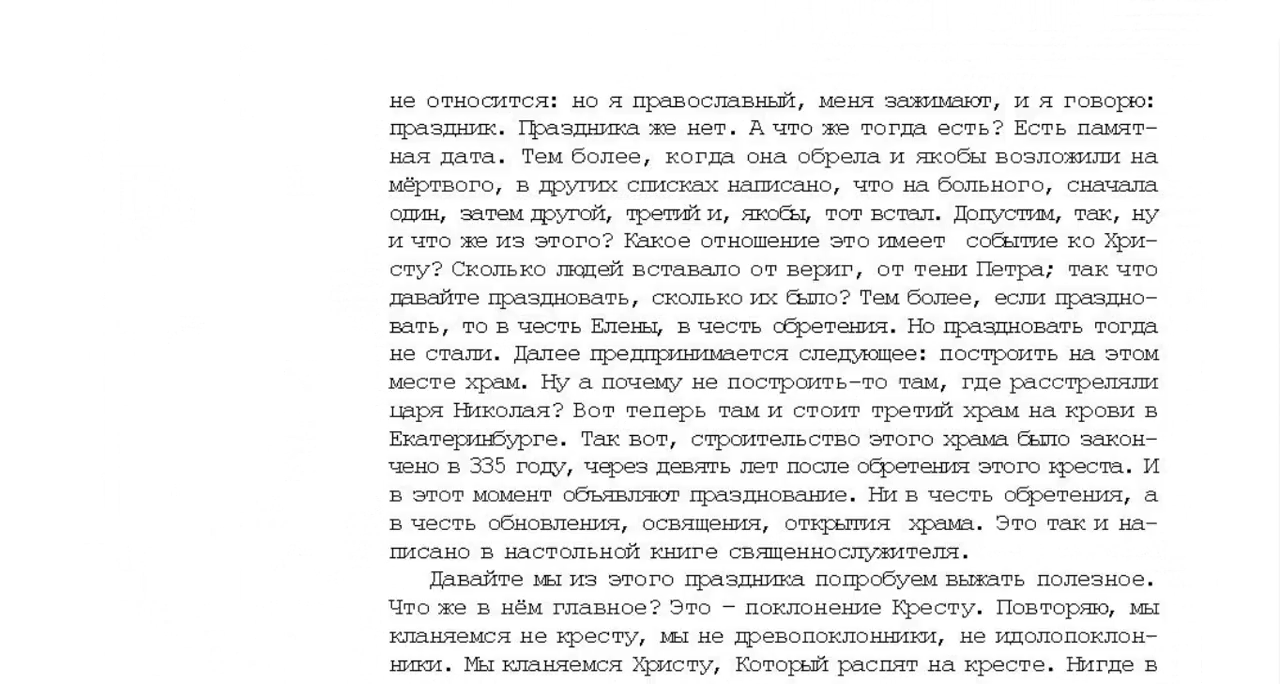 не относится: но я православный, меня зажимают, и я говорю:
праздник. Праздника же нет. А что же тогда есть? Есть памят-
ная дата. Тем более, когда она обрела и якобы возложили на
мёртвого, в других списках написано, что на больного, сначала
один, затем другой, третий и, якобы, тот встал. Допустим, так, ну
и что же из этого? Какое отношение это имеет событие ко Хри-
сту? Сколько людей вставало от вериг, от тени Петра; так что
давайте праздновать, сколько их было? Тем более, если праздно-
вать, то в честь Елены, в честь обретения. Но праздновать тогда
не стали. Далее предпринимается следующее: построить на этом
месте храм. Ну а почему не построить-то там, где расстреляли
царя Николая? Вот теперь там и стоит третий храм на крови в
Екатеринбурге. Так вот, строительство этого храма было закон-
чено в 335 году, через девять лет после обретения этого креста. И
в этот момент объявляют празднование. Ни в честь обретения, а
в честь обновления, освящения, открытия храма. Это так и на-
писано в настольной книге священнослужителя.
Давайте мы из этого праздника попробуем выжать полезное.
Что же в нём главное? Это – поклонение Кресту. Повторяю, мы
кланяемся не кресту, мы не древопоклонники, не идолопоклон-
ники. Мы кланяемся Христу, Который распят на кресте. Нигде в